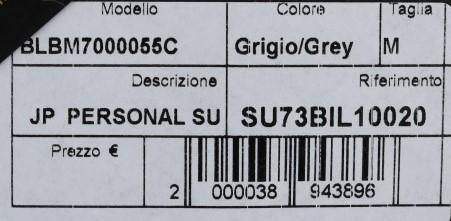 Modello Colore Taglia
BLBM7000055C Grigio/Grey M
Descrizione Riferimento
JP PERSONAL SU SU73BIL10020
Prezzo €
2 000038 943896